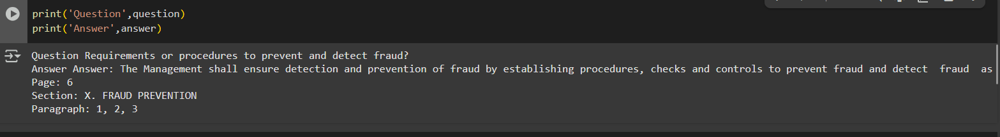 print('Question',question)
print('Answer',answer)
Question Requirements or procedures to prevent and detect fraud?
Answer Answer: The Management shall ensure detection and prevention of fraud by establishing procedures, checks and controls to prevent fraud and detect  fraud  as
Page: 6
Section: X. FRAUD PREVENTION
Paragraph: 1, 2, 3